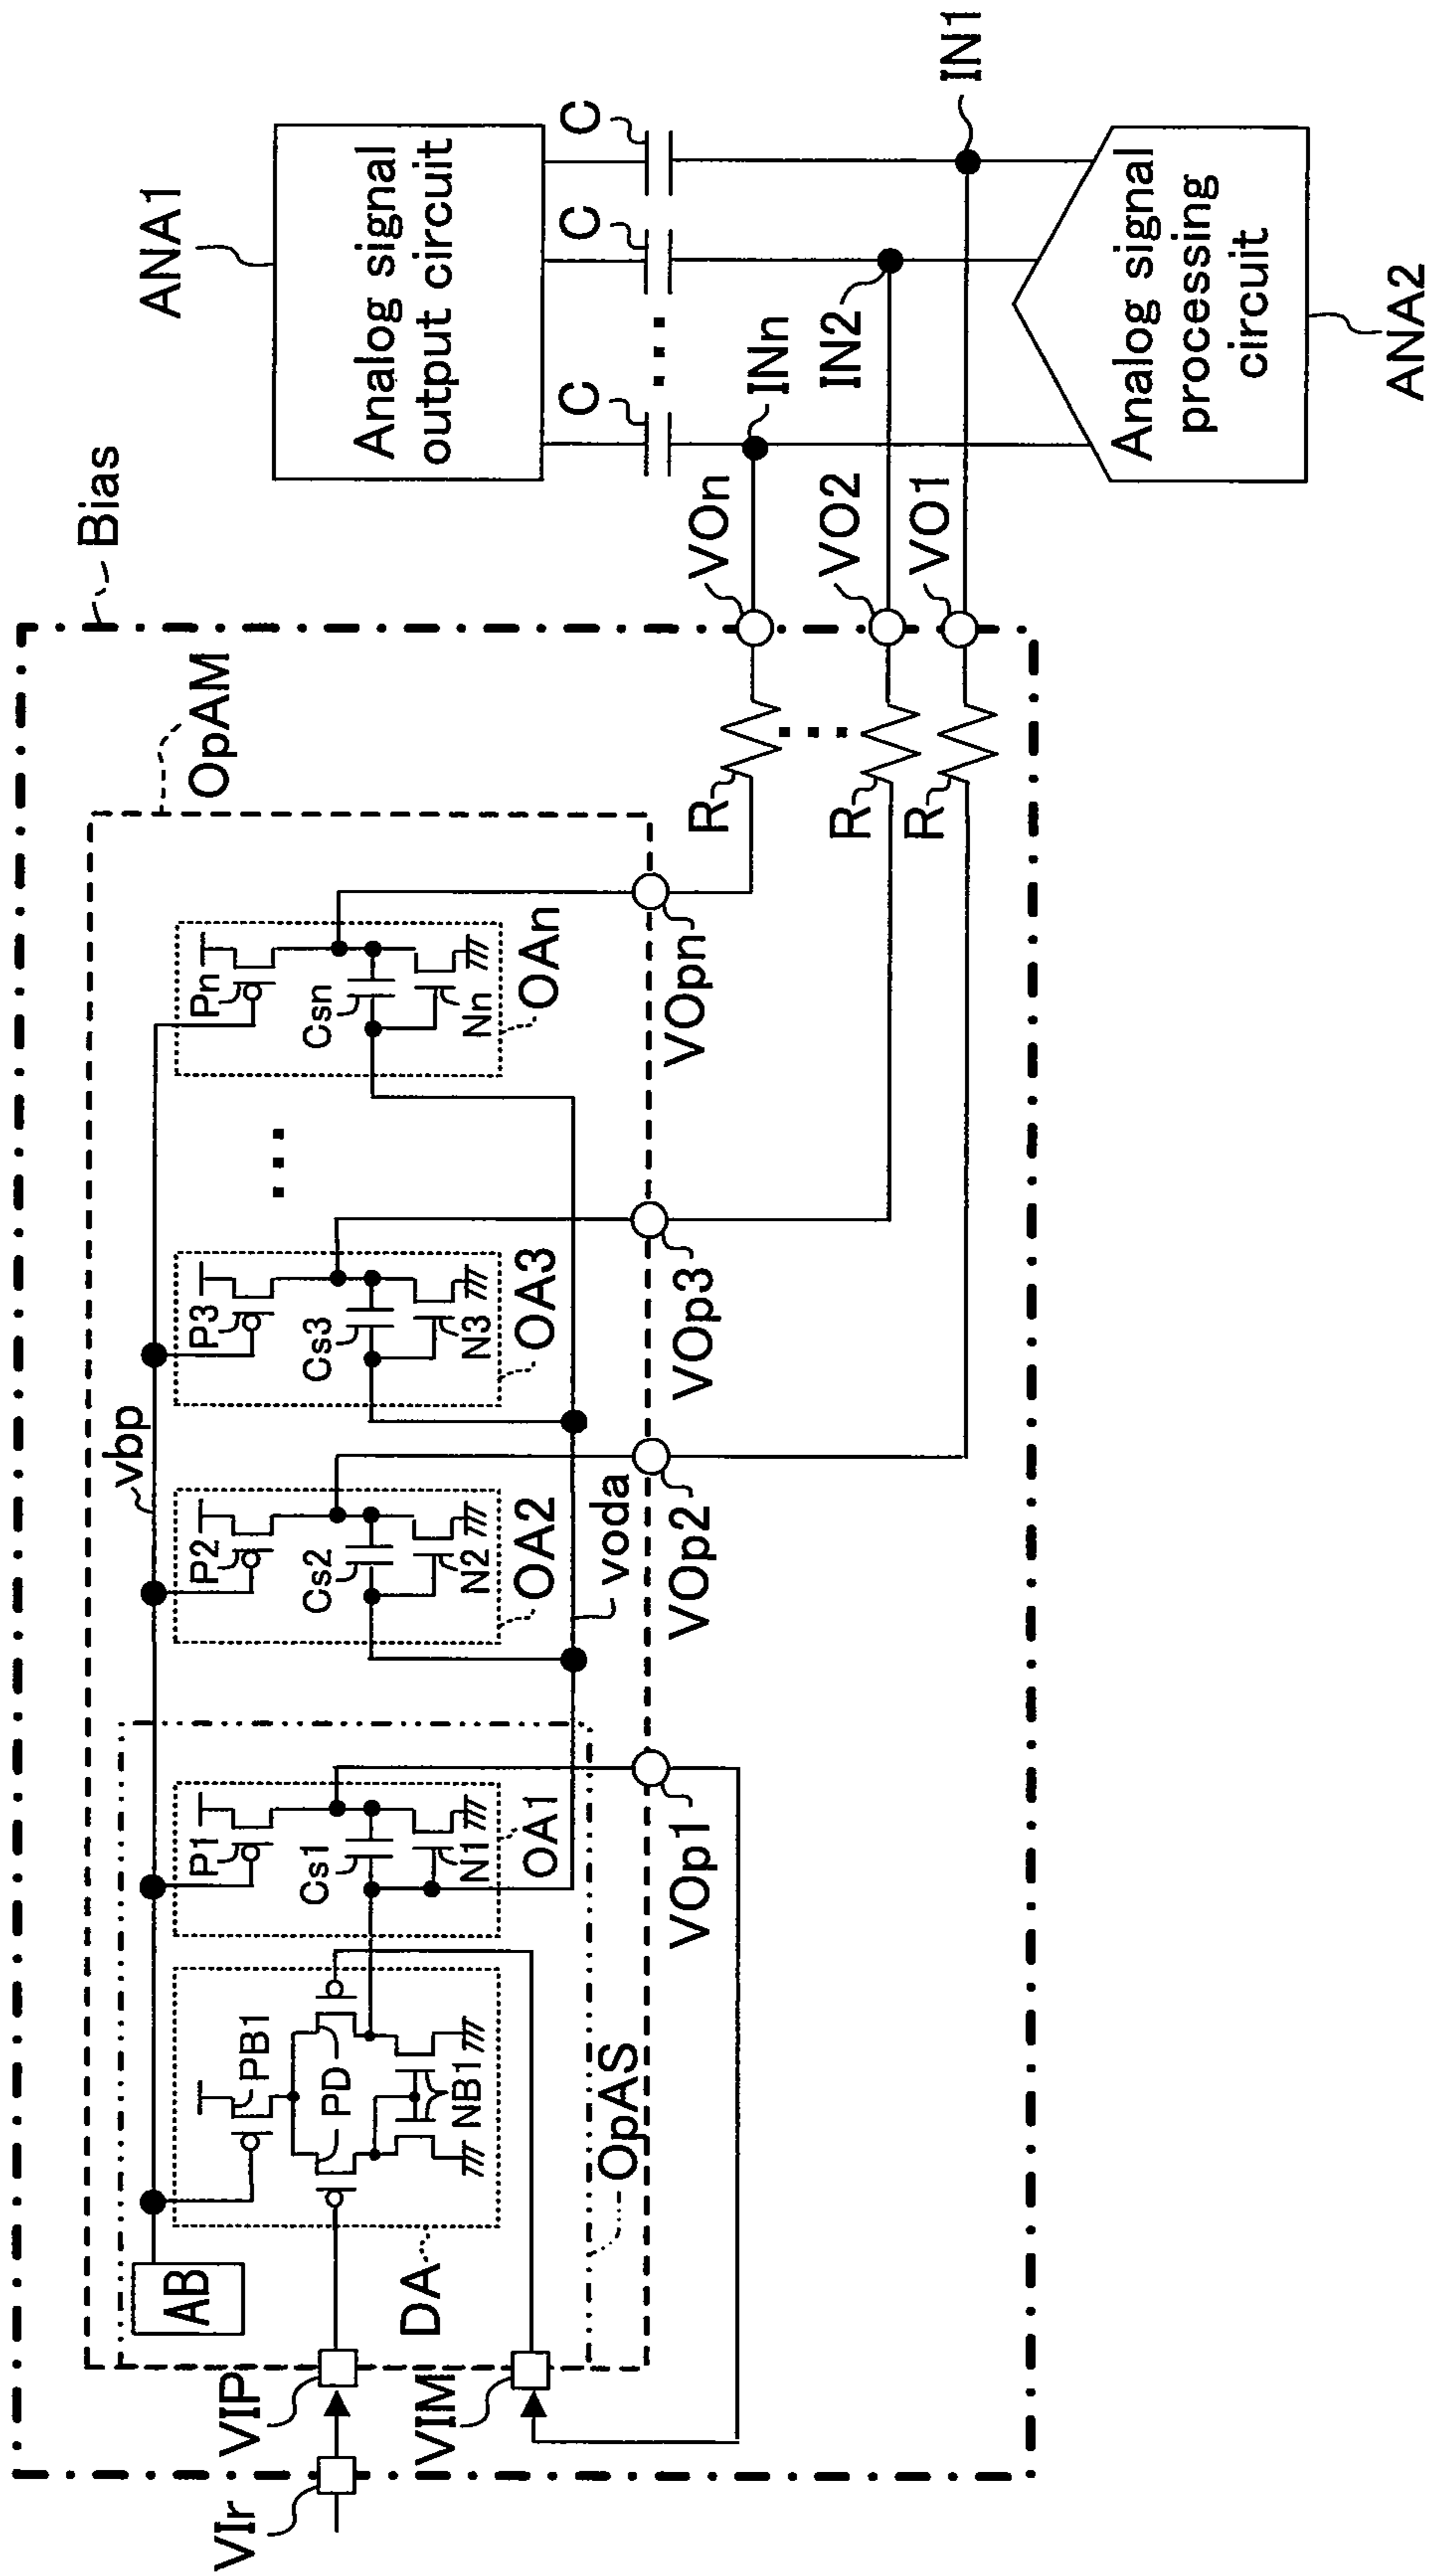 Bias
OpAM
vbp
AB
PB1
PD
NB1
DA
P1
Cs1
N1
OA1
P2
Cs2
N2
OA2
P3
Cs3
N3
OA3
...
Pn
Csn
Nn
OAn
voda
OpAS
VIr
VIP
VIM
VOp1
VOp2
VOp3
VOpn
R
...
R
R
VOn
VO2
VO1
ANA1
Analog signal
output circuit
C
...
C
C
INn
IN2
IN1
Analog signal
processing
circuit
ANA2